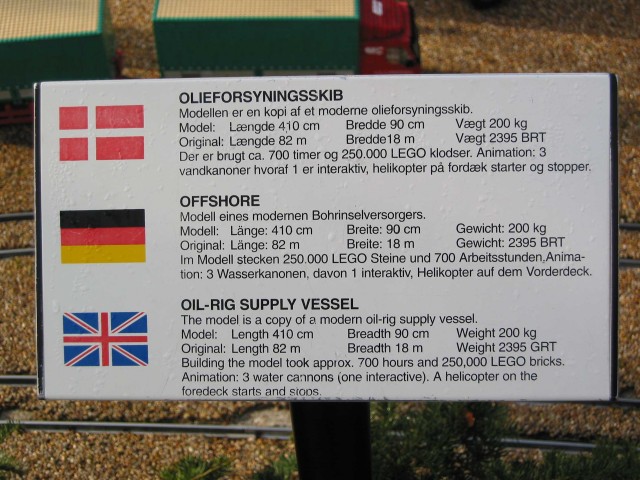 OLIEFORSYNINGSSKIB
Modellen er en kopi af et moderne olieforsyningsskib.
Model: Længde 410 cm Bredde 90 cm Vægt 200 kg
Original: Længde 82 m Bredde18 m Vægt 2395 BRT
Der er brugt ca. 700 timer og 250.000 LEGO klodser. Animation: 3
vandkanoner hvoraf 1 er interaktiv, helikopter på fordæk starter og stopper.
OFFSHORE
Modell eines modernen Bohrinselversorgers.
Modell: Länge: 410 cm Breite: 90 cm Gewicht: 200 kg
Original: Länge: 82 m Breite: 18 m Gewicht: 2395 BRT
Im Modell stecken 250.000 LEGO Steine und 700 Arbeitsstunden,Anima-
tion: 3 Wasserkanonen, davon 1 interaktiv, Helikopter auf dem Vorderdeck.
OIL-RIG SUPPLY VESSEL
The model is a copy of a modern oil-rig supply vessel.
Model: Length 410 cm Breadth 90 cm Weight 200 kg
Original: Length 82 m Breadth 18 m Weight 2395 GRT
Building the model took approx. 700 hours and 250,000 LEGO bricks.
Animation: 3 water cannons (one interactive). A helicopter on the
foredeck starts and stops.